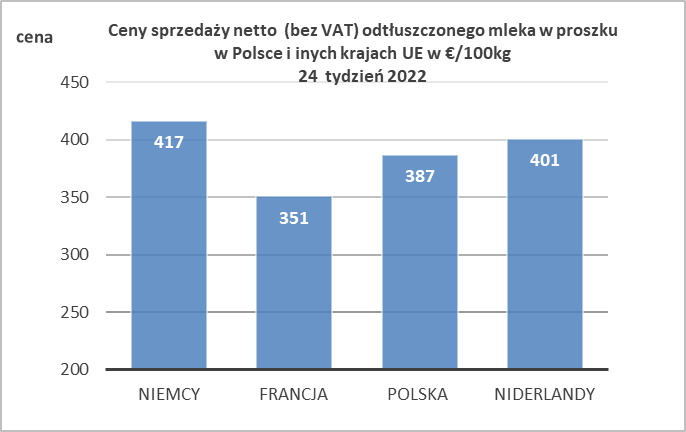 cena
Ceny sprzedaży netto (bez VAT) odtłuszczonego mleka w proszku
w Polsce i inych krajach UE w €/100kg
24 tydzień 2022
450
400
350
300
250
200
417
351
387
401
NIEMCY
FRANCJA
POLSKA
NIDERLANDY